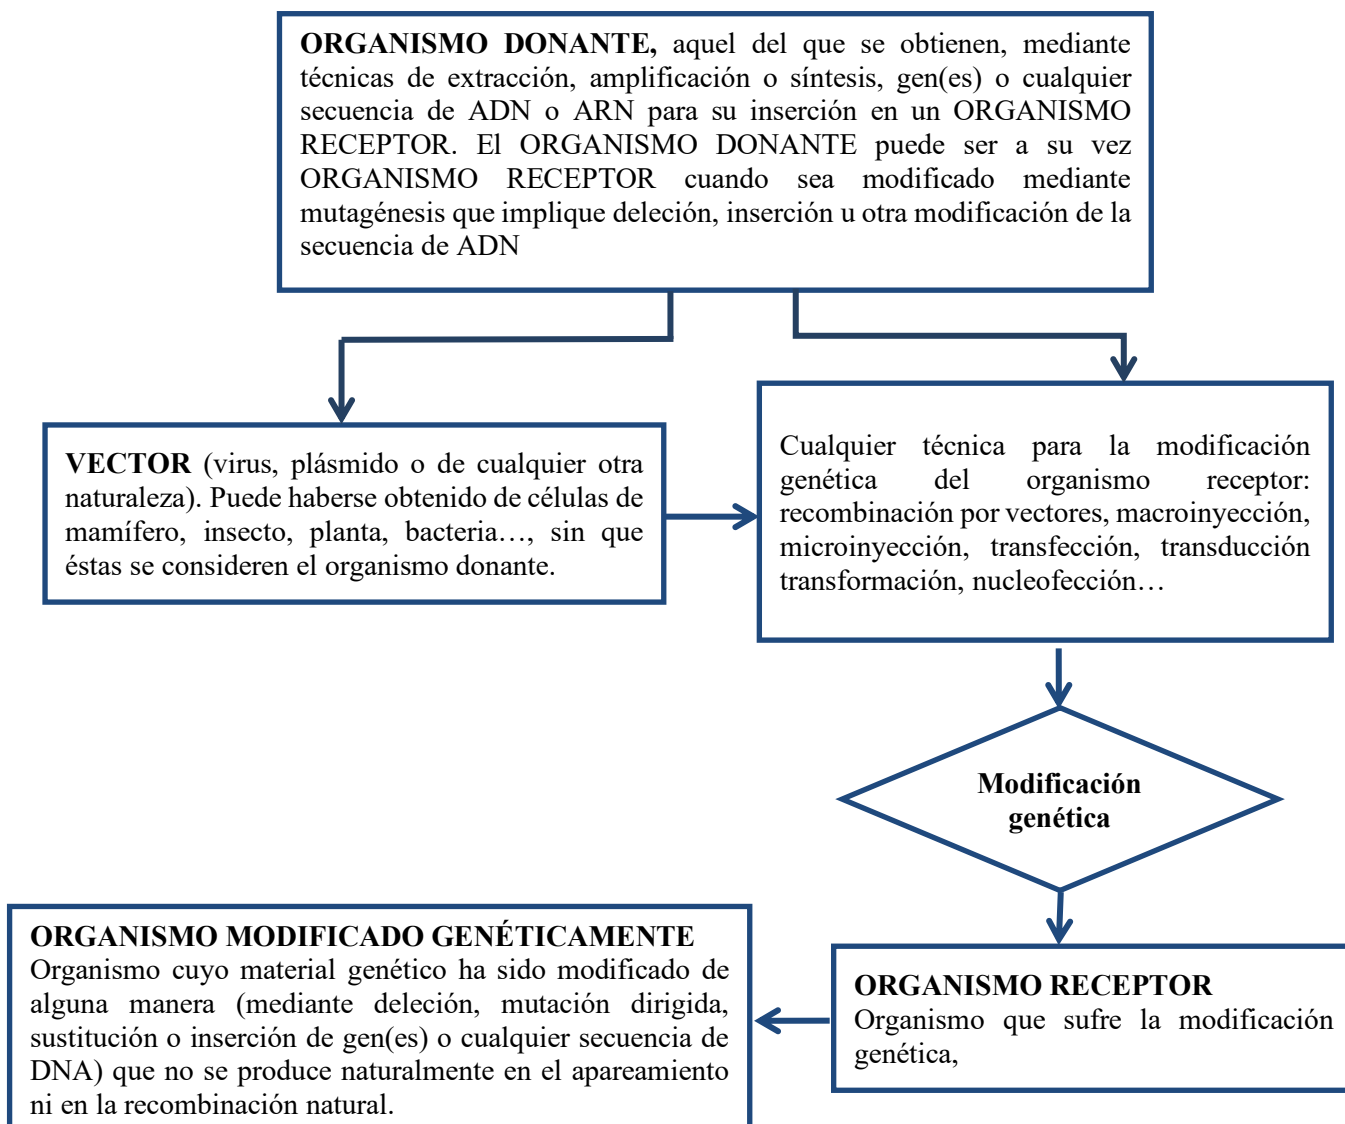 ORGANISMO DONANTE, aquel del que se obtienen, mediante
técnicas de extracción, amplificación o síntesis, gen(es) o cualquier
secuencia de ADN o ARN para su inserción en un ORGANISMO
RECEPTOR. El ORGANISMO DONANTE puede ser a su vez
ORGANISMO RECEPTOR cuando sea modificado mediante
mutagénesis que implique deleción, inserción u otra modificación de la
secuencia de ADN
VECTOR (virus, plásmido o de cualquier otra
naturaleza). Puede haberse obtenido de células de
mamífero, insecto, planta, bacteria…, sin que
éstas se consideren el organismo donante.
Cualquier técnica para la modificación
genética del organismo receptor:
recombinación por vectores, macroinyección,
microinyección, transfección, transducción
transformación, nucleofección…
Modificación
genética
ORGANISMO RECEPTOR
Organismo que sufre la modificación
genética,
ORGANISMO MODIFICADO GENÉTICAMENTE
Organismo cuyo material genético ha sido modificado de
alguna manera (mediante deleción, mutación dirigida,
sustitución o inserción de gen(es) o cualquier secuencia de
DNA) que no se produce naturalmente en el apareamiento
ni en la recombinación natural.